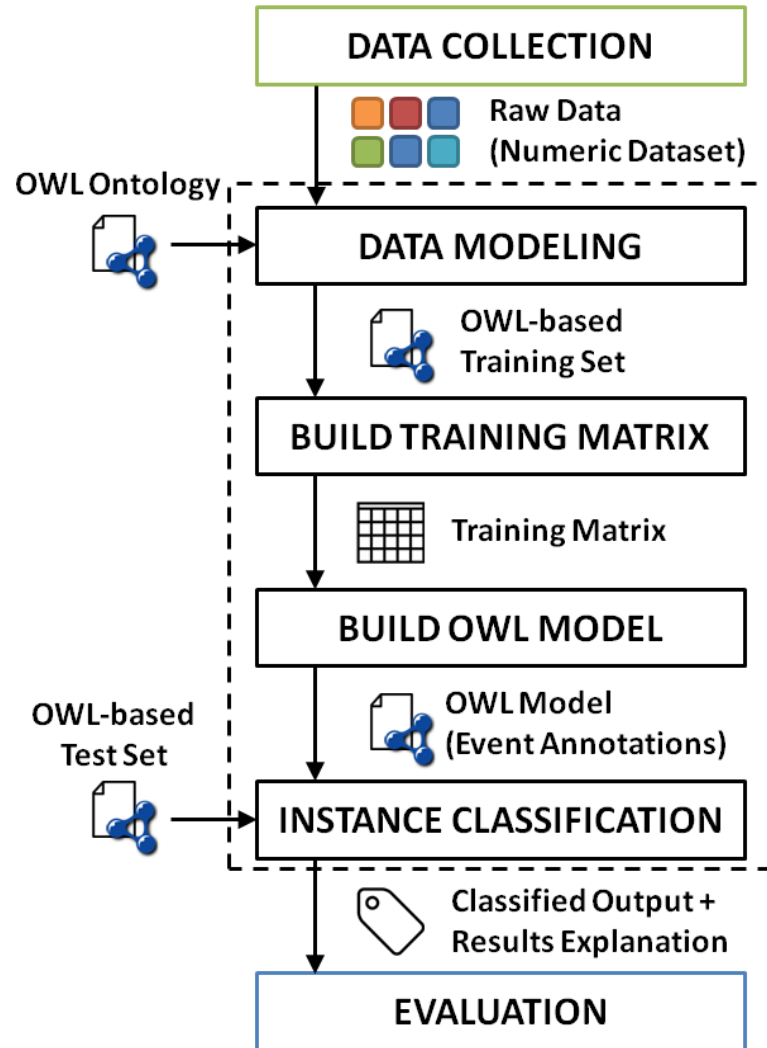 DATA COLLECTION
Raw Data
(Numeric Dataset)
OWL Ontology
DATA MODELING
OWL-based
Training Set
BUILD TRAINING MATRIX
Training Matrix
BUILD OWL MODEL
OWL Model
(Event Annotations)
OWL-based
Test Set
INSTANCE CLASSIFICATION
Classified Output +
Results Explanation
EVALUATION